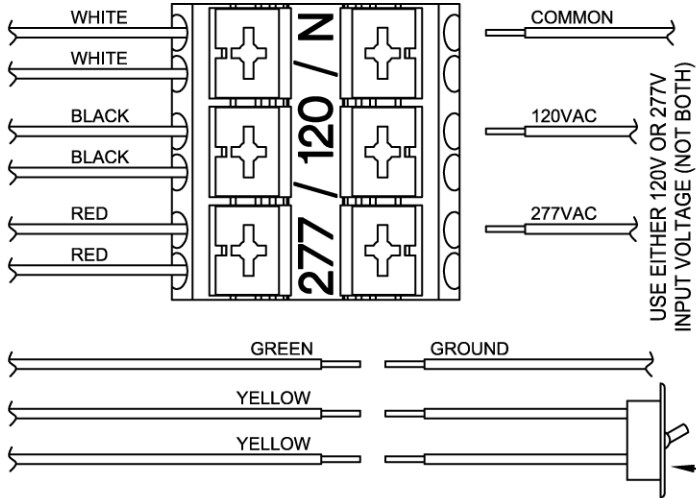 WHITE
WHITE
BLACK
BLACK
RED
RED
277 / 120 / N
COMMON
120VAC
277VAC
USE EITHER 120V OR 277V
INPUT VOLTAGE (NOT BOTH)
GREEN
GROUND
YELLOW
YELLOW